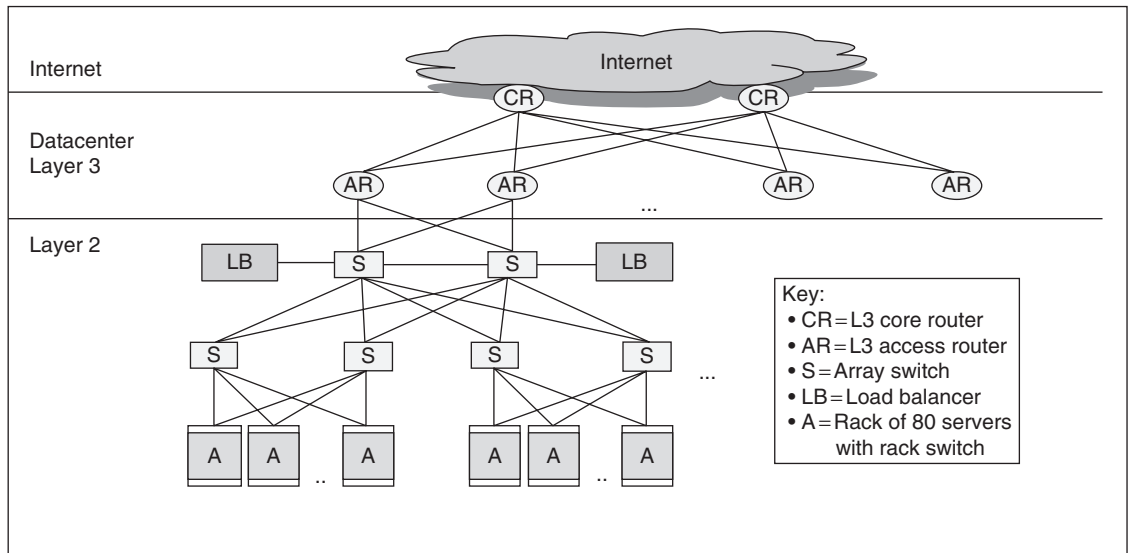 Internet
Internet
CR CR
Datacenter
Layer 3
AR AR AR AR
...
Layer 2
LB S S LB
S S S S
...
A A .. A A A .. A
Key:
• CR=L3 core router
• AR=L3 access router
• S=Array switch
• LB=Load balancer
• A=Rack of 80 servers
with rack switch